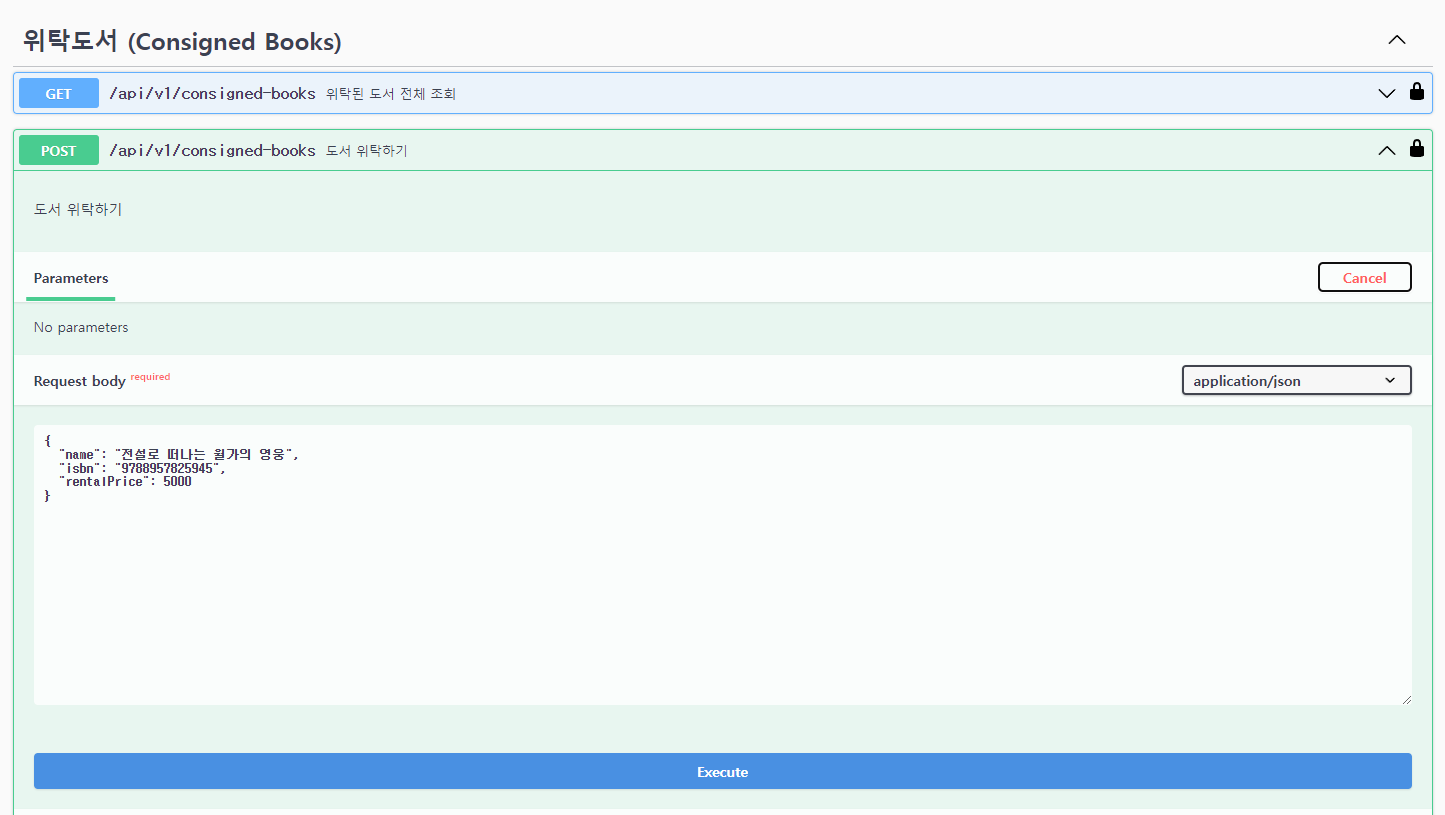 위탁도서 (Consigned Books)
GET /api/v1/consigned-books 위탁된 도서 전체 조회
POST /api/v1/consigned-books 도서 위탁하기
도서 위탁하기
Parameters Cancel
No parameters
Request body required application/json
{
"name": "전설로 떠나는 월가의 영웅",
"isbn": "9788957825945",
"rentalPrice": 5000
}
Execute